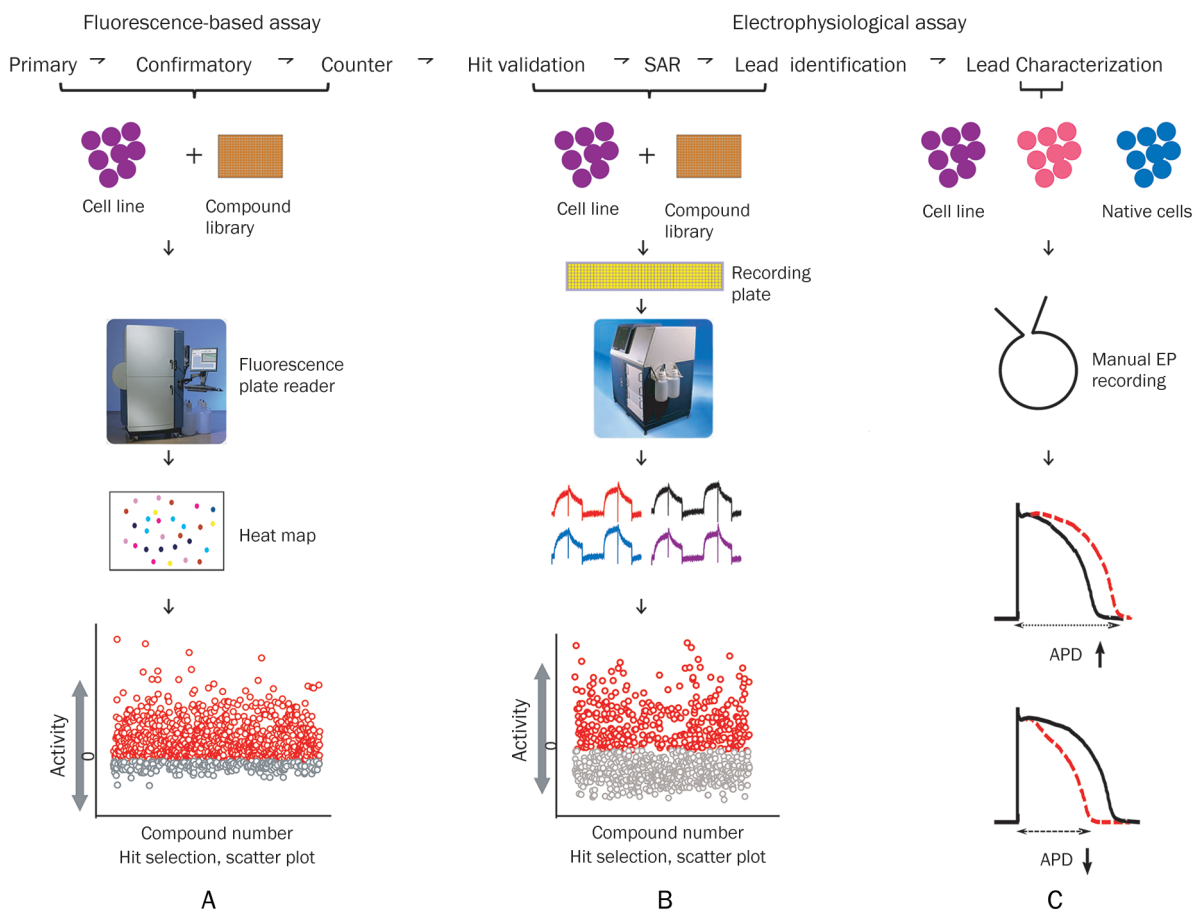 Fluorescence-based assay
Electrophysiological assay
Primary → Confirmatory → Counter → Hit validation → SAR → Lead identification → Lead Characterization
Cell line
+
Compound
library
Fluorescence
plate reader
Heat map
Activity
0
Compound number
Hit selection, scatter plot
A
Cell line
+
Compound
library
Recording
plate
Activity
0
Compound number
Hit selection, scatter plot
B
Cell line
Native cells
Manual EP
recording
APD
APD
C